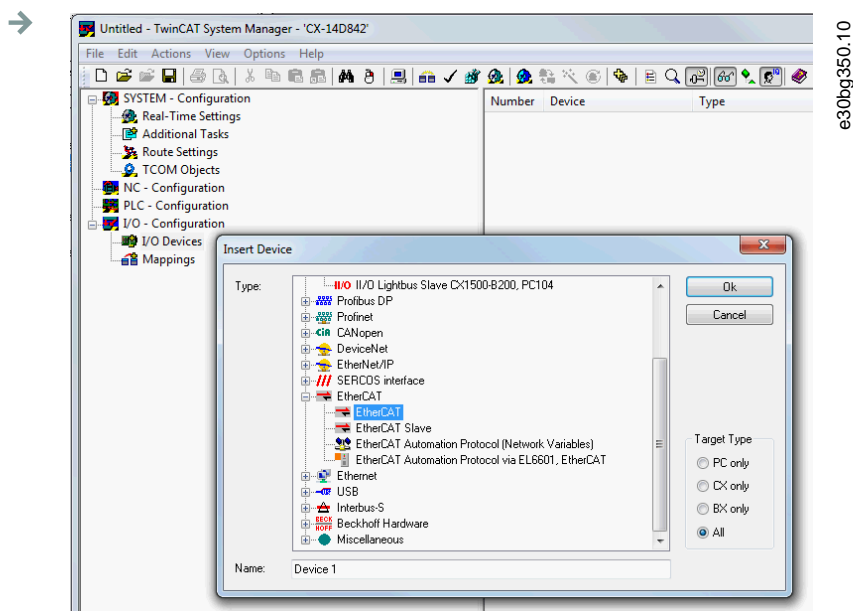 Untitled - TwinCAT System Manager - 'CX-14D842'
File Edit Actions View Options Help
SYSTEM - Configuration
Real-Time Settings
Additional Tasks
Route Settings
TCOM Objects
NC - Configuration
PLC - Configuration
I/O - Configuration
I/O Devices
Mappings
Number Device Type
Insert Device
Type:
II/O II/O Lightbus Slave CX1500-B200, PC104
Profibus DP
Profinet
CiA CANopen
DeviceNet
EtherNet/IP
SERCOS interface
EtherCAT
EtherCAT
EtherCAT Slave
EtherCAT Automation Protocol (Network Variables)
EtherCAT Automation Protocol via EL6601, EtherCAT
Ethernet
USB
Interbus-S
BECK
HOFF
Beckhoff Hardware
Miscellaneous
Ok
Cancel
Target Type
PC only
CX only
BX only
All
Name: Device 1
e30bg350.10